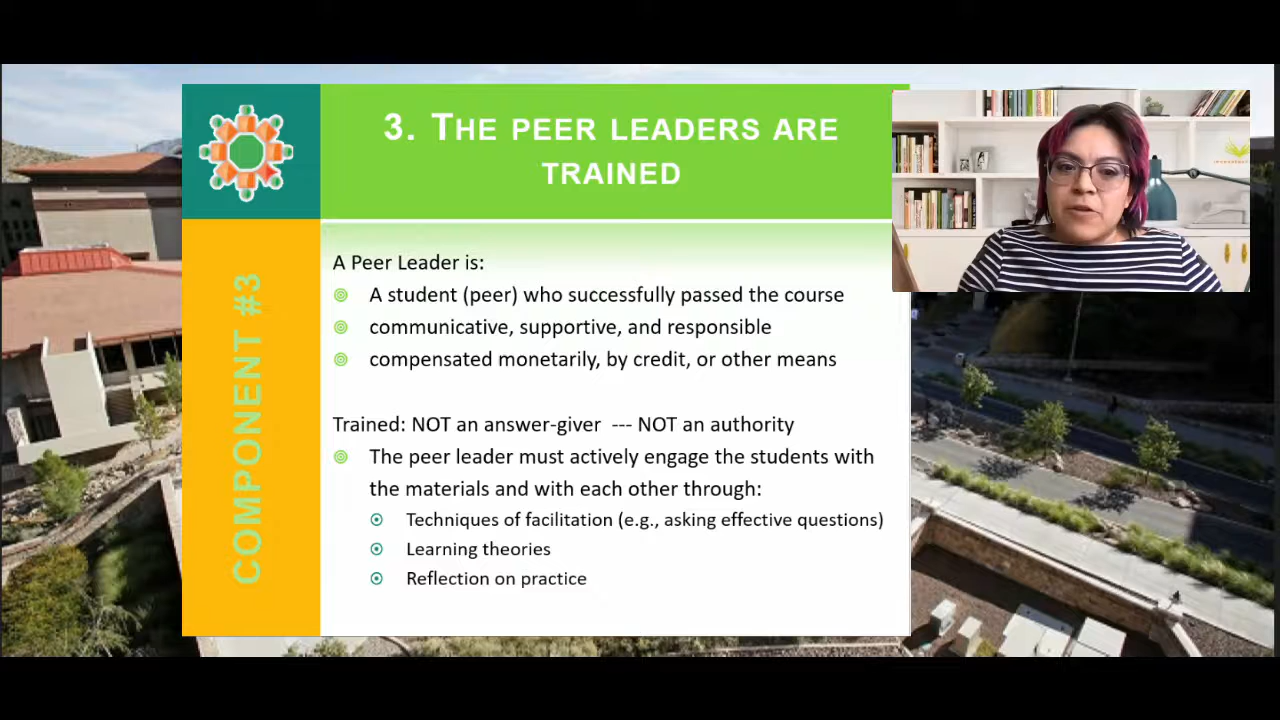 3. THE PEER LEADERS ARE
TRAINED
COMPONENT #3
A Peer Leader is:
A student (peer) who successfully passed the course
communicative, supportive, and responsible
compensated monetarily, by credit, or other means
Trained: NOT an answer-giver --- NOT an authority
The peer leader must actively engage the students with
the materials and with each other through:
Techniques of facilitation (e.g., asking effective questions)
Learning theories
Reflection on practice